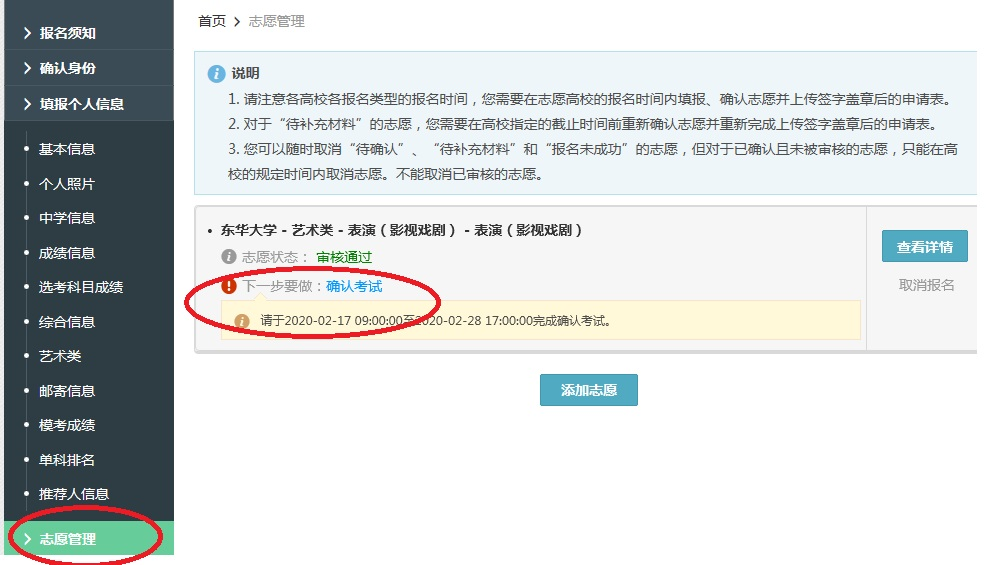 报名须知
确认身份
填报个人信息
基本信息
个人照片
中学信息
成绩信息
选考科目成绩
综合信息
艺术类
邮寄信息
模考成绩
单科排名
推荐人信息
志愿管理
首页 > 志愿管理
说明
1. 请注意各高校各报名类型的报名时间，您需要在志愿高校的报名时间内填报、确认志愿并上传签字盖章后的申请表。
2. 对于“待补充材料”的志愿，您需要在高校指定的截止时间前重新确认志愿并重新完成上传签字盖章后的申请表。
3. 您可以随时取消“待确认”、“待补充材料”和“报名未成功”的志愿，但对于已确认且未被审核的志愿，只能在高
校的规定时间内取消志愿。不能取消已审核的志愿。
东华大学 - 艺术类 - 表演（影视戏剧） - 表演（影视戏剧）
志愿状态： 审核通过
下一步要做：确认考试
请于2020-02-17 09:00:00至2020-02-28 17:00:00完成确认考试。
查看详情
取消报名
添加志愿